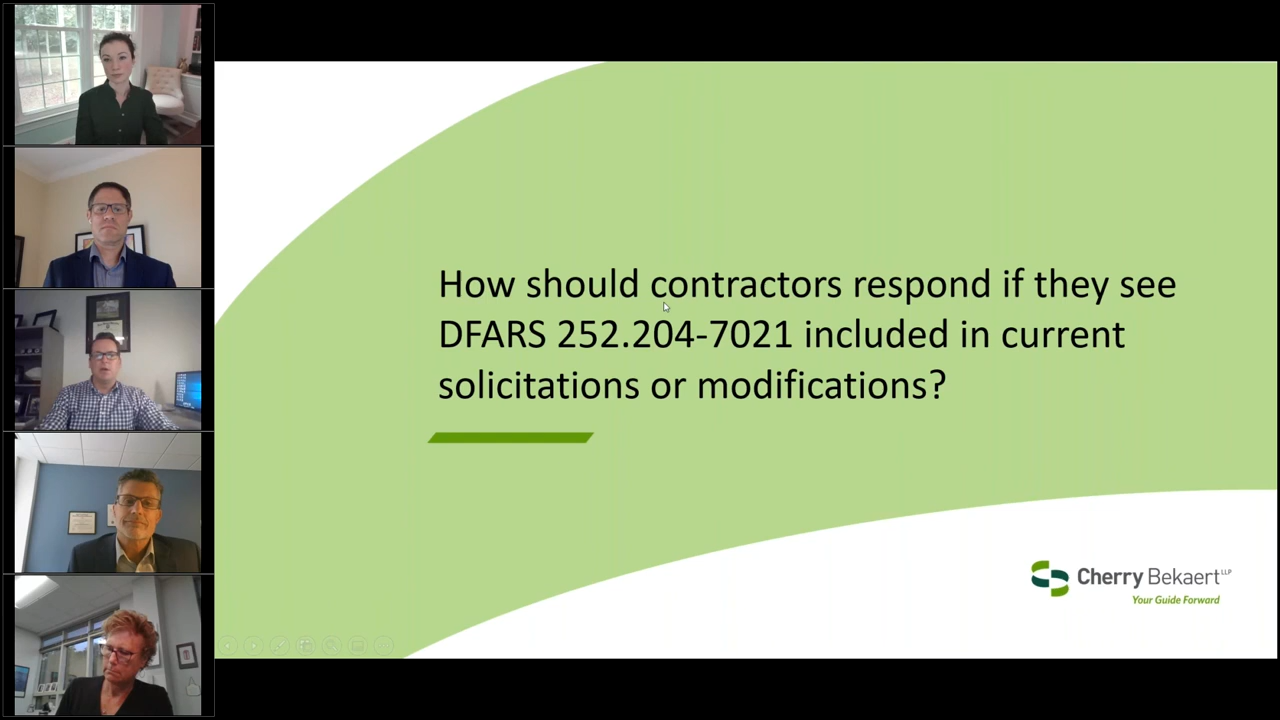 How should contractors respond if they see
DFARS 252.204-7021 included in current
solicitations or modifications?
Cherry Bekaert LLP
Your Guide Forward